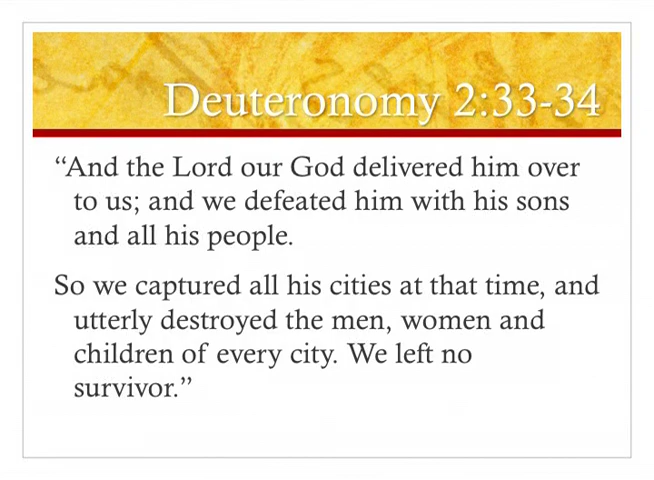 Deuteronomy 2:33-34
“And the Lord our God delivered him over
to us; and we defeated him with his sons
and all his people.
So we captured all his cities at that time, and
utterly destroyed the men, women and
children of every city. We left no
survivor.”